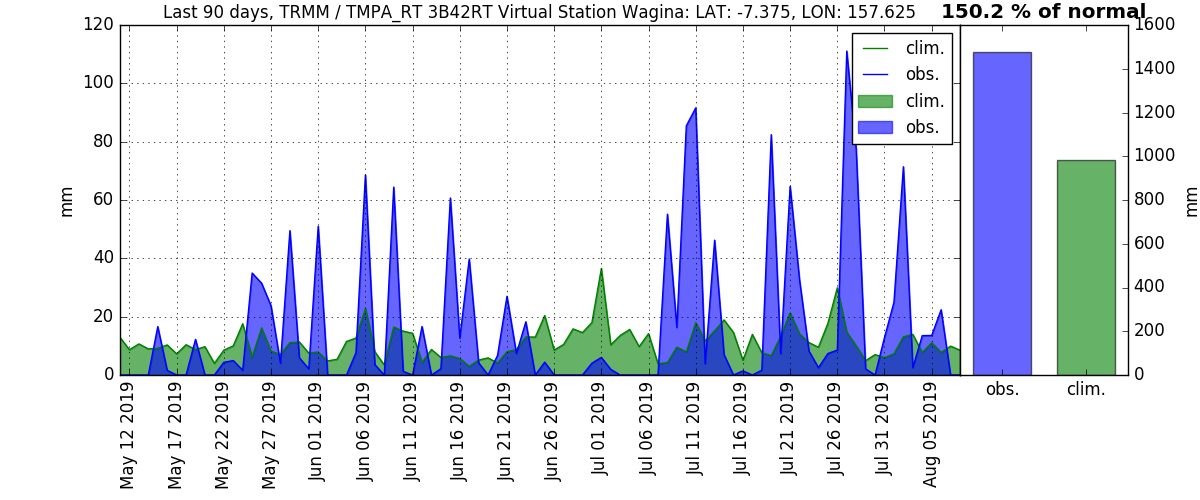 Last 90 days, TRMM / TMPA_RT 3B42RT Virtual Station Wagina: LAT: -7.375, LON: 157.625
150.2 % of normal
120
100
80
60
40
20
0
mm
clim.
obs.
clim.
obs.
May 12 2019
May 17 2019
May 22 2019
May 27 2019
Jun 01 2019
Jun 06 2019
Jun 11 2019
Jun 16 2019
Jun 21 2019
Jun 26 2019
Jul 01 2019
Jul 06 2019
Jul 11 2019
Jul 16 2019
Jul 21 2019
Jul 26 2019
Jul 31 2019
Aug 05 2019
1600
1400
1200
1000
800
600
400
200
0
mm
obs.
clim.